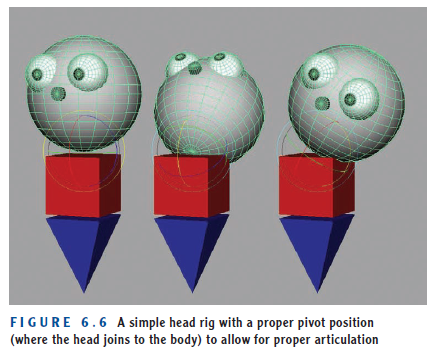 FIGURE 6.6 A simple head rig with a proper pivot position
(where the head joins to the body) to allow for proper articulation